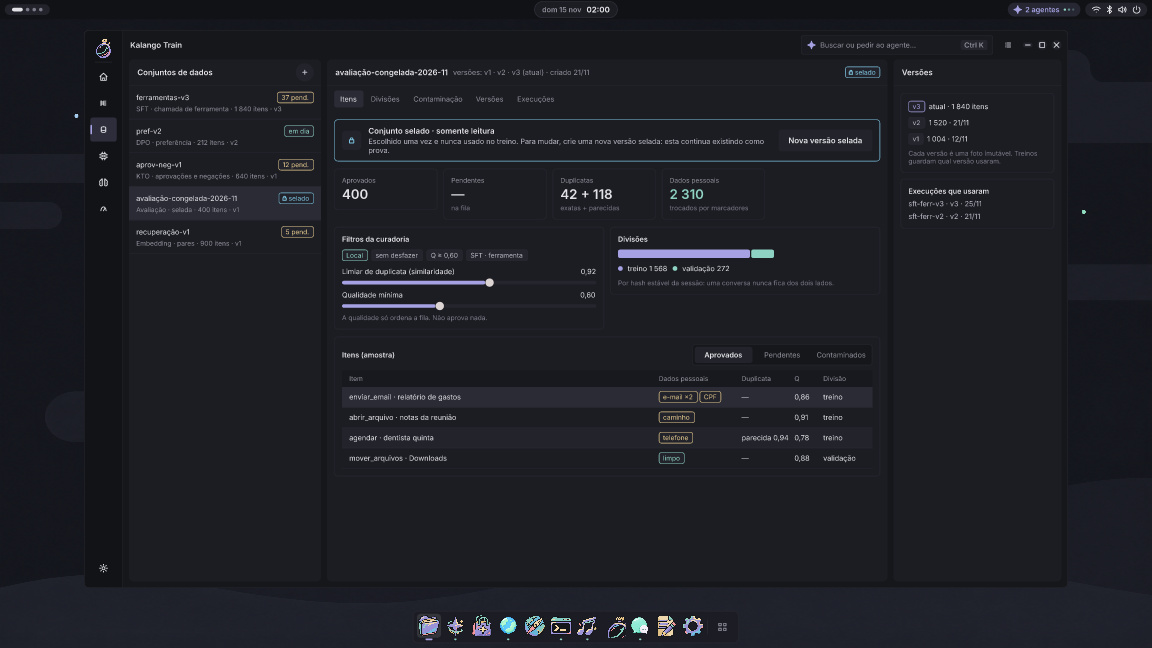 dom 15 nov 02:00
2 agentes
Kalango Train
Buscar ou pedir ao agente... Ctrl K
Conjuntos de dados
+
ferramentas-v3 37 pend.
SFT · chamada de ferramenta · 1 840 itens · v3
pref-v2 em dia
DPO · preferência · 212 itens · v2
aprov-neg-v1 12 pend.
KTO · aprovações e negações · 640 itens · v1
avaliação-congelada-2026-11 selado
Avaliação · selada · 400 itens · v1
recuperação-v1 5 pend.
Embedding · pares · 900 itens · v1
avaliação-congelada-2026-11 versões: v1 · v2 · v3 (atual) · criado 21/11 selado
Itens Divisões Contaminação Versões Execuções
Conjunto selado · somente leitura
Escolhido uma vez e nunca usado no treino. Para mudar, crie uma nova versão selada: esta continua existindo como
prova.
Nova versão selada
Aprovados
400
Pendentes
—
na fila
Duplicatas
42 + 118
exatas + parecidas
Dados pessoais
2 310
trocados por marcadores
Filtros da curadoria
Local sem desfazer Q ≥ 0,60 SFT · ferramenta
Limiar de duplicata (similaridade) 0,92
Qualidade mínima 0,60
A qualidade só ordena a fila. Não aprova nada.
Divisões
treino 1 568 validação 272
Por hash estável da sessão: uma conversa nunca fica dos dois lados.
Itens (amostra)
Aprovados Pendentes Contaminados
Item Dados pessoais Duplicata Q Divisão
enviar_email · relatório de gastos e-mail ×2 CPF — 0,86 treino
abrir_arquivo · notas da reunião caminho — 0,91 treino
agendar · dentista quinta telefone parecida 0,94 0,78 treino
mover_arquivos · Downloads limpo — 0,88 validação
Versões
v3 atual · 1 840 itens
v2 1 520 · 21/11
v1 1 004 · 12/11
Cada versão é uma foto imutável. Treinos
guardam qual versão usaram.
Execuções que usaram
sft-ferr-v3 · v3 · 25/11
sft-ferr-v2 · v2 · 21/11